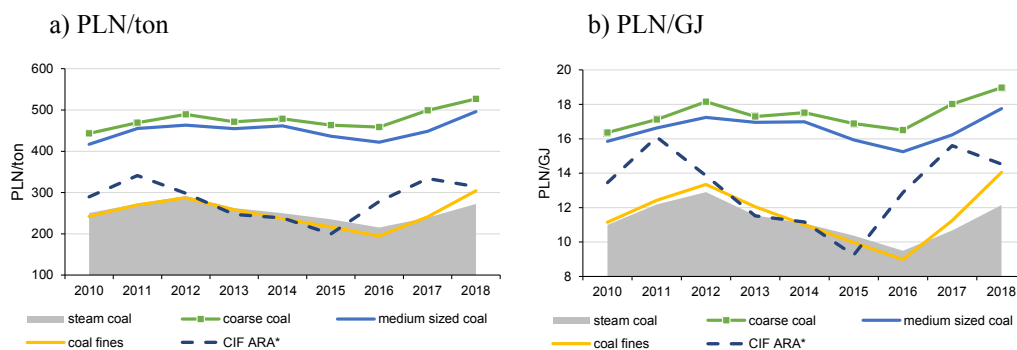 a) PLN/ton
PLN/ton
600
500
400
300
200
100
2010 2011 2012 2013 2014 2015 2016 2017 2018
steam coal coarse coal medium sized coal
coal fines CIF ARA*
b) PLN/GJ
PLN/GJ
20
18
16
14
12
10
8
2010 2011 2012 2013 2014 2015 2016 2017 2018
steam coal coarse coal medium sized coal
coal fines CIF ARA*